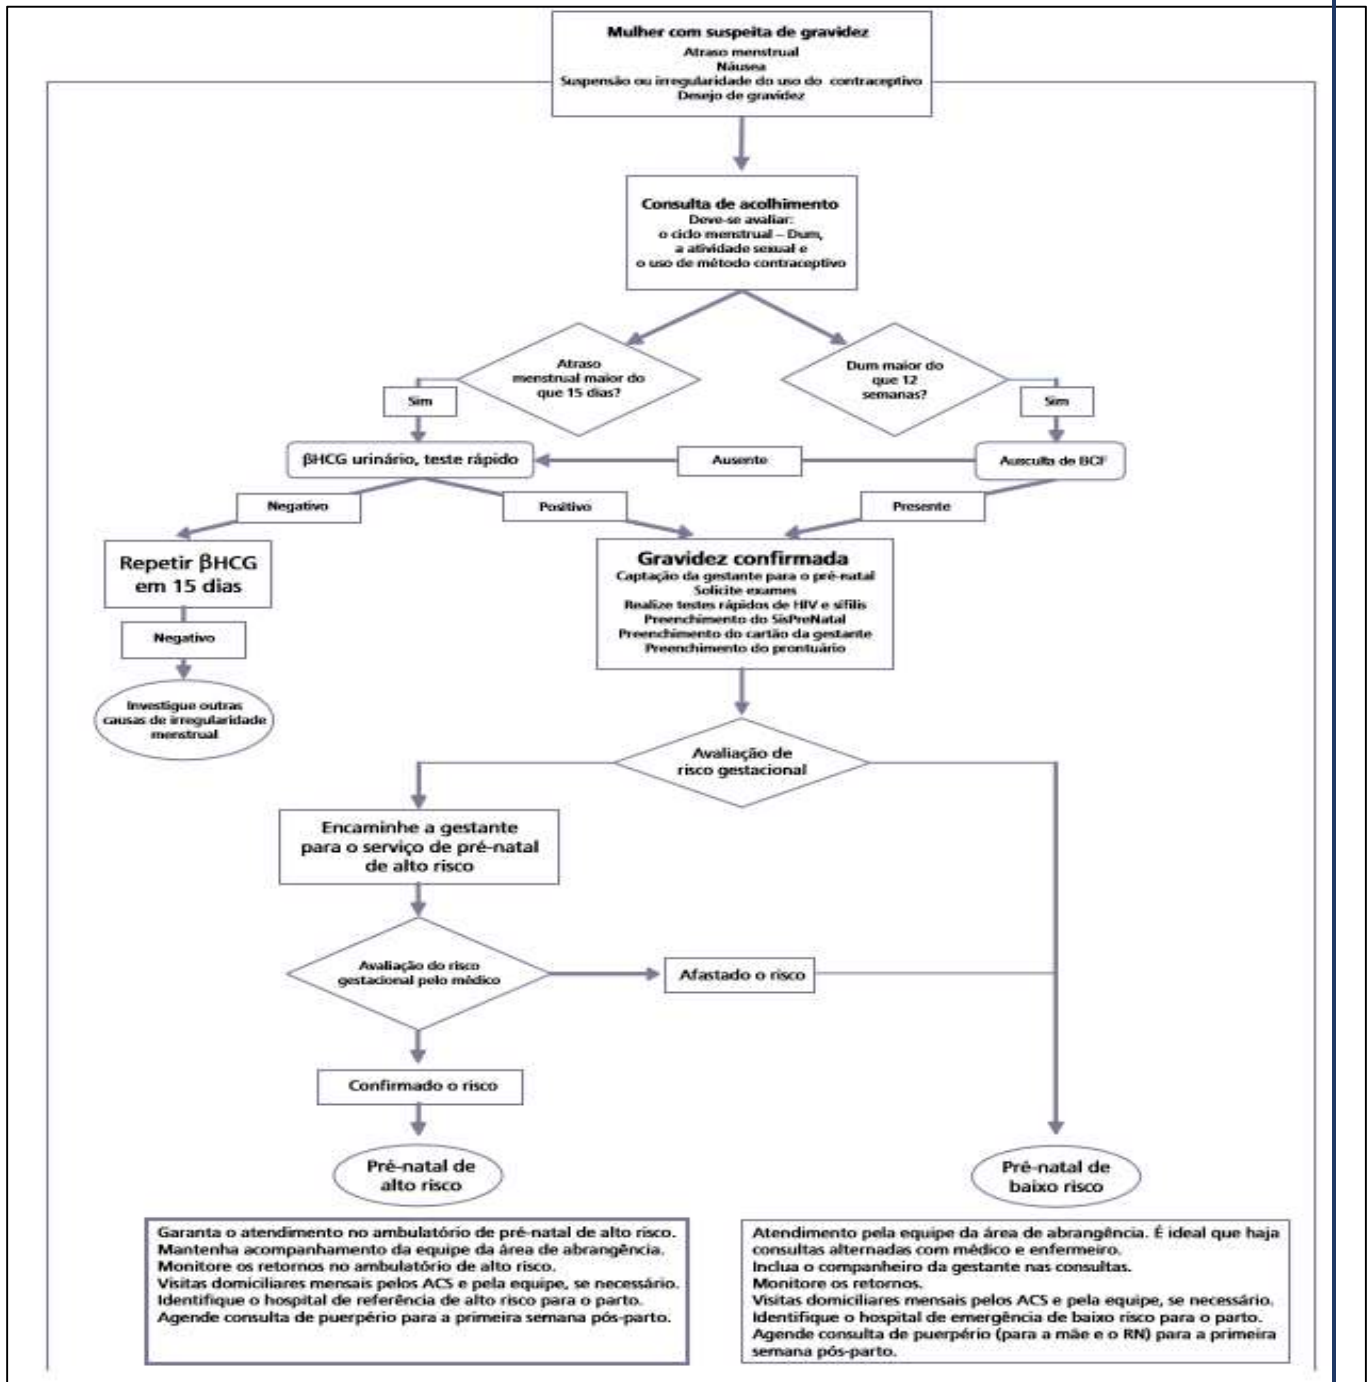 Mulher com suspeita de gravidez
Atraso menstrual
Náusea
Suspensão ou irregularidade do uso do contraceptivo
Desejo de gravidez
Consulta de acolhimento
Deve-se avaliar:
o ciclo menstrual – Dum,
a atividade sexual e
o uso de método contraceptivo
Atraso
menstrual maior do
que 15 dias?
Dum maior do
que 12
semanas?
Sim
Sim
βHCG urinário, teste rápido
Ausente
Ausculta de BCF
Negativo
Positivo
Presente
Repetir βHCG
em 15 dias
Gravidez confirmada
Captação da gestante para o pré-natal
Solicite exames
Realize testes rápidos de HIV e sífilis
Preenchimento do SisPreNatal
Preenchimento do cartão da gestante
Preenchimento do prontuário
Negativo
Investigue outras
causas de irregularidade
menstrual
Avaliação de
risco gestacional
Encaminhe a gestante
para o serviço de pré-natal
de alto risco
Avaliação do risco
gestacional pelo médico
Afastado o risco
Confirmado o risco
Pré-natal de
alto risco
Pré-natal de
baixo risco
Garanta o atendimento no ambulatório de pré-natal de alto risco.
Mantenha acompanhamento da equipe da área de abrangência.
Monitore os retornos no ambulatório de alto risco.
Visitas domiciliares mensais pelos ACS e pela equipe, se necessário.
Identifique o hospital de referência de alto risco para o parto.
Agende consulta de puerpério para a primeira semana pós-parto.
Atendimento pela equipe da área de abrangência. É ideal que haja
consultas alternadas com médico e enfermeiro.
Inclua o companheiro da gestante nas consultas.
Monitore os retornos.
Visitas domiciliares mensais pelos ACS e pela equipe, se necessário.
Identifique o hospital de emergência de baixo risco para o parto.
Agende consulta de puerpério (para a mãe e o RN) para a primeira
semana pós-parto.